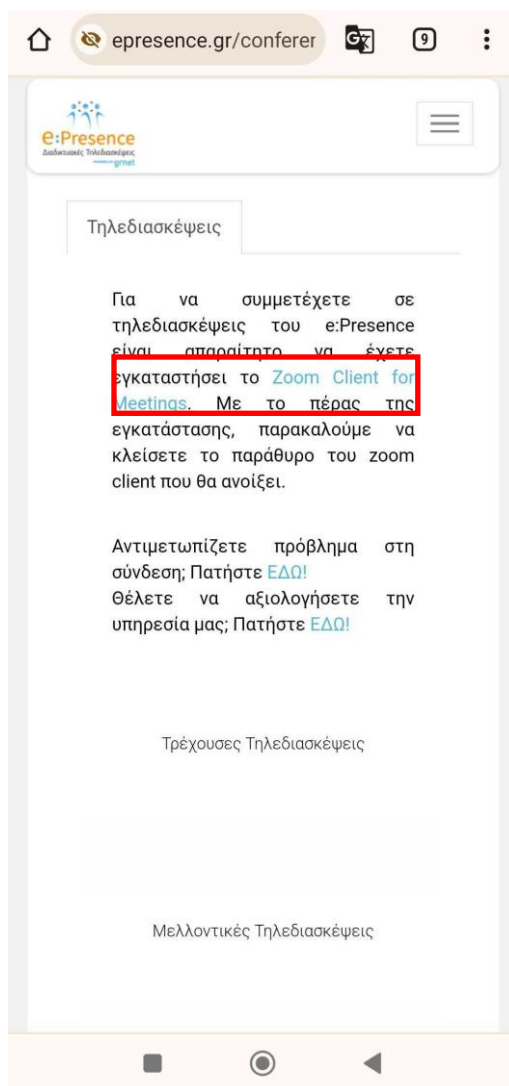 epresence.gr/conferer
9
e:Presence
Διαδικτυακές Τηλεδιασκέψεις
grnet
Τηλεδιασκέψεις
Για να συμμετέχετε σε
τηλεδιασκέψεις του e:Presence
είναι απαραίτητο να έχετε
εγκαταστήσει το Zoom Client for
Meetings. Με το πέρας της
εγκατάστασης, παρακαλούμε να
κλείσετε το παράθυρο του zoom
client που θα ανοίξει.
Αντιμετωπίζετε πρόβλημα στη
σύνδεση; Πατήστε ΕΔΩ!
Θέλετε να αξιολογήσετε την
υπηρεσία μας; Πατήστε ΕΔΩ!
Τρέχουσες Τηλεδιασκέψεις
Μελλοντικές Τηλεδιασκέψεις